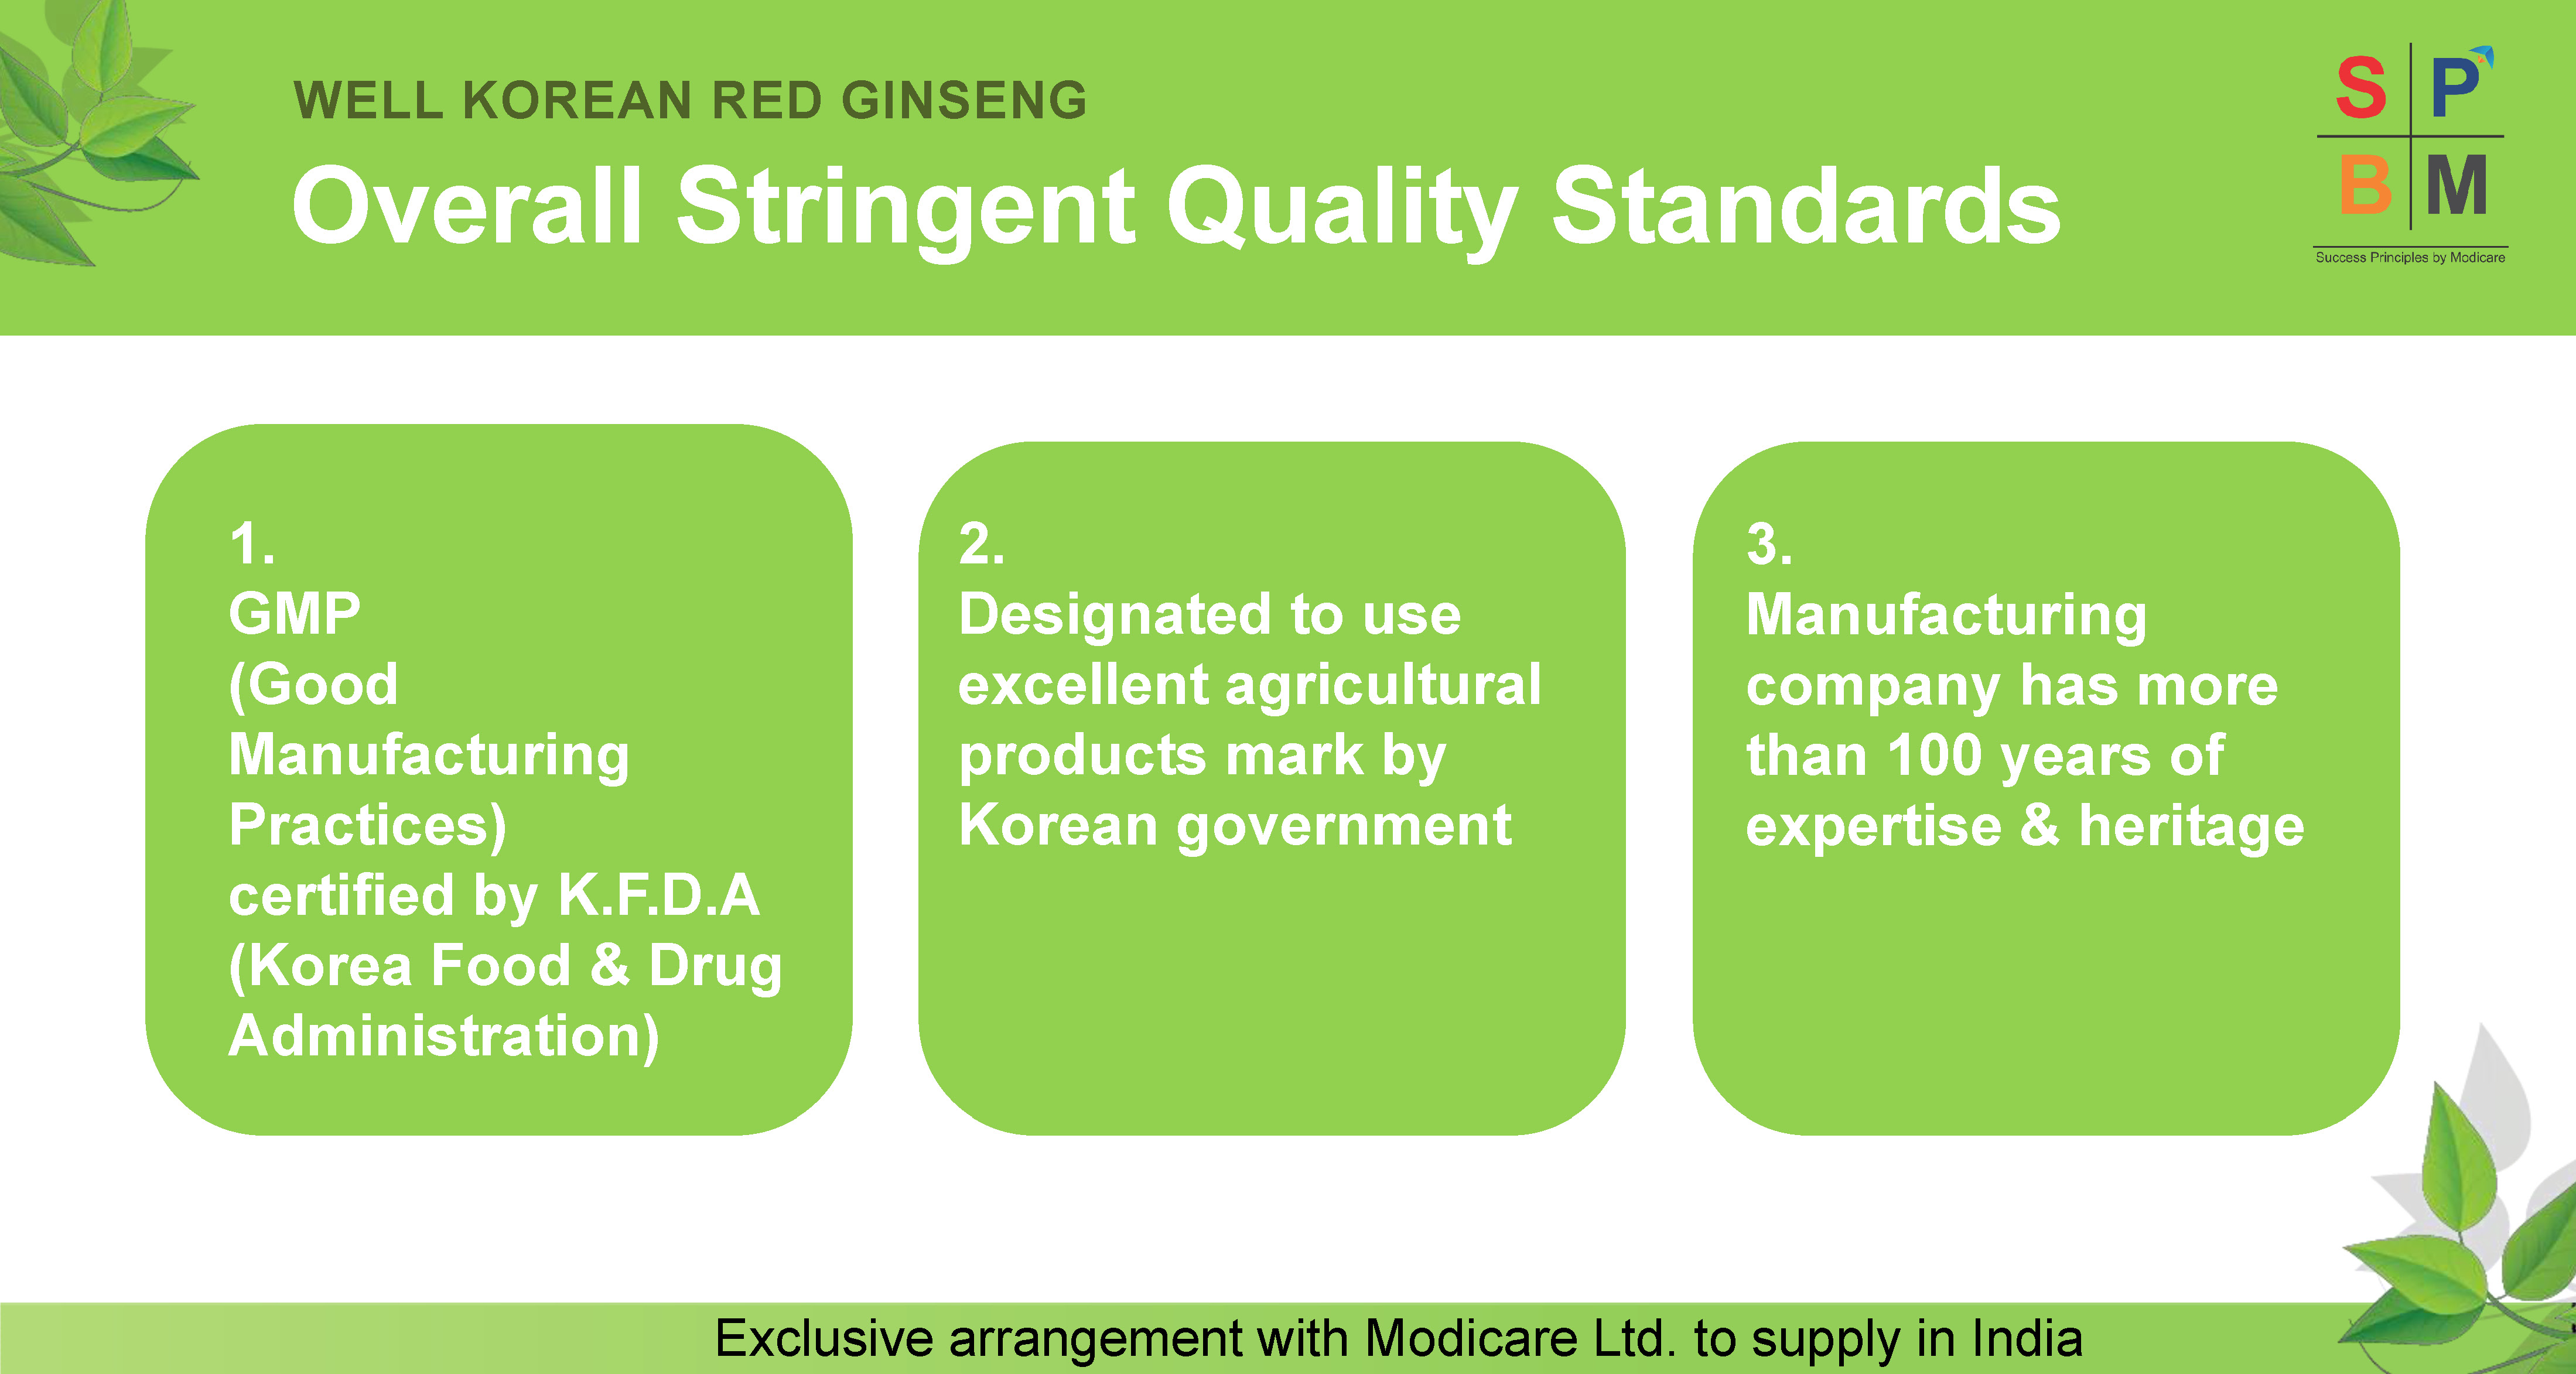 WELL KOREAN RED GINSENG
Overall Stringent Quality Standards
S P
B M
Success Principles by Modicare
1.
GMP
(Good
Manufacturing
Practices)
certified by K.F.D.A
(Korea Food & Drug
Administration)
2.
Designated to use
excellent agricultural
products mark by
Korean government
3.
Manufacturing
company has more
than 100 years of
expertise & heritage
Exclusive arrangement with Modicare Ltd. to supply in India